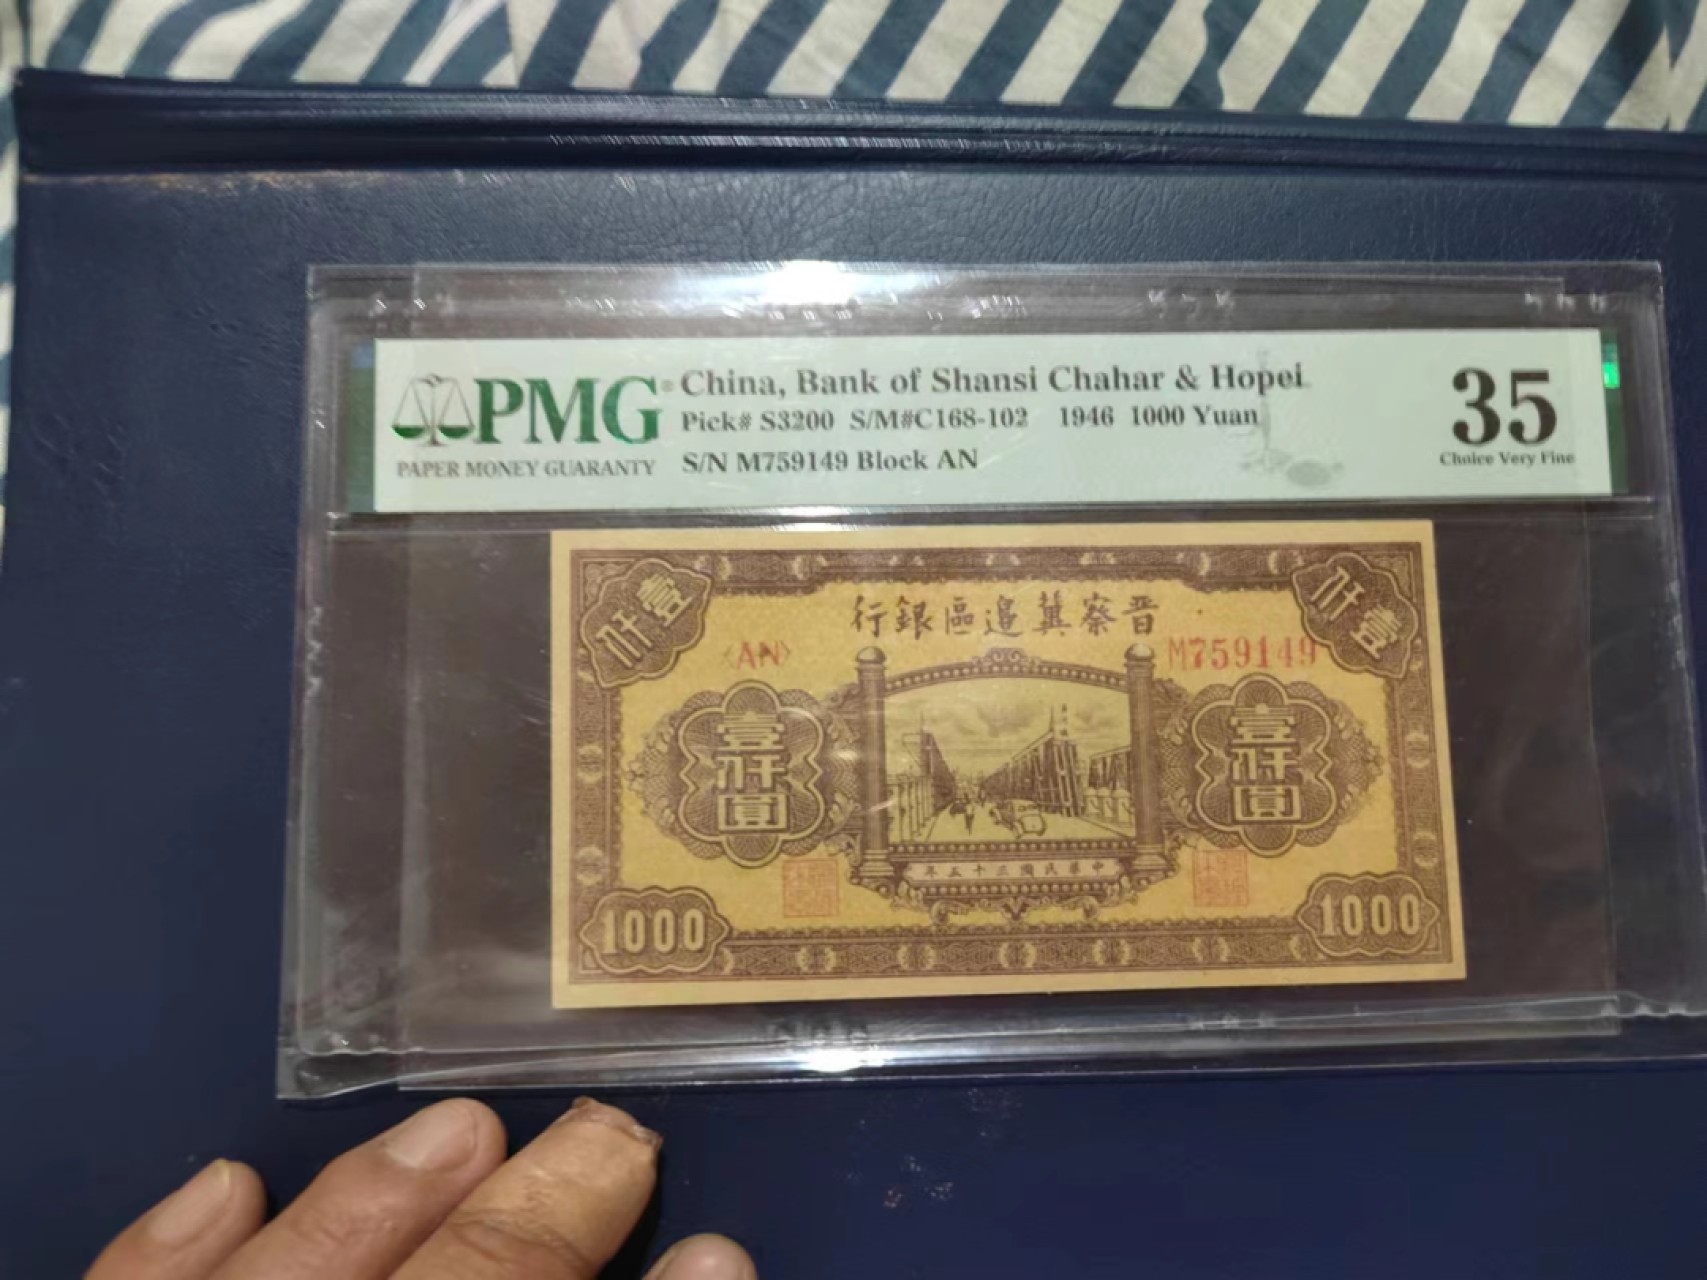 PMG
PAPER MONEY GUARANTY
China, Bank of Shansi Chahar & Hopei
Pick# S3200 S/M#C168-102 1946 1000 Yuan
S/N M759149 Block AN
35
Choice Very Fine
壹仟
行銀區邊冀察晋
壹仟
〈AN〉
M759149
壹仟圓
壹仟圓
年五十三國民華中
1000
1000